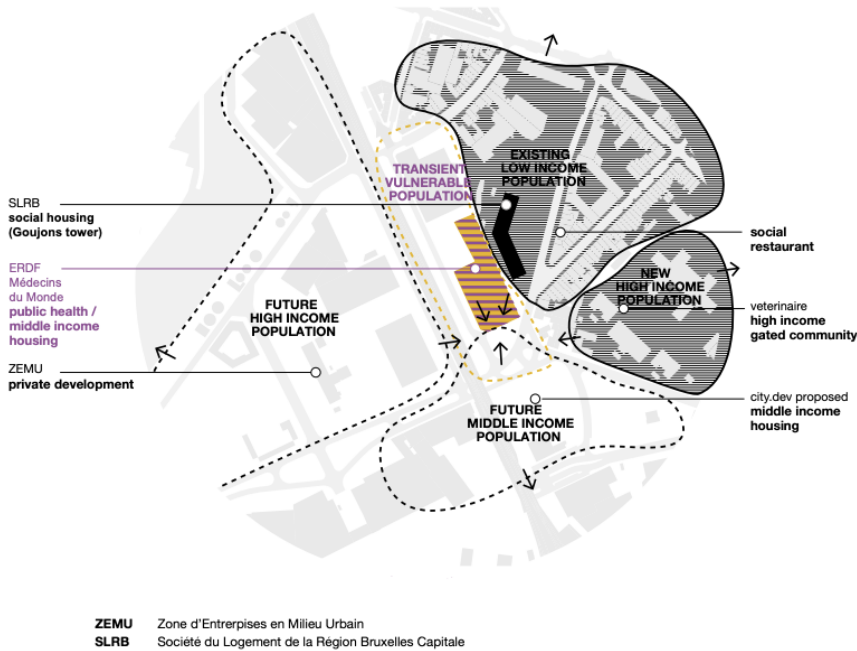 EXISTING
LOW INCOME
POPULATION
TRANSIENT
VULNERABLE
POPULATION
SLRB
social housing
(Goujons tower)
social
restaurant
ERDF
Médecins
du Monde
public health /
middle income
housing
NEW
HIGH INCOME
POPULATION
FUTURE
HIGH INCOME
POPULATION
veterinaire
high income
gated community
ZEMU
private development
city.dev proposed
middle income
housing
FUTURE
MIDDLE INCOME
POPULATION
ZEMU Zone d'Entrerpises en Milieu Urbain
SLRB Société du Logement de la Région Bruxelles Capitale